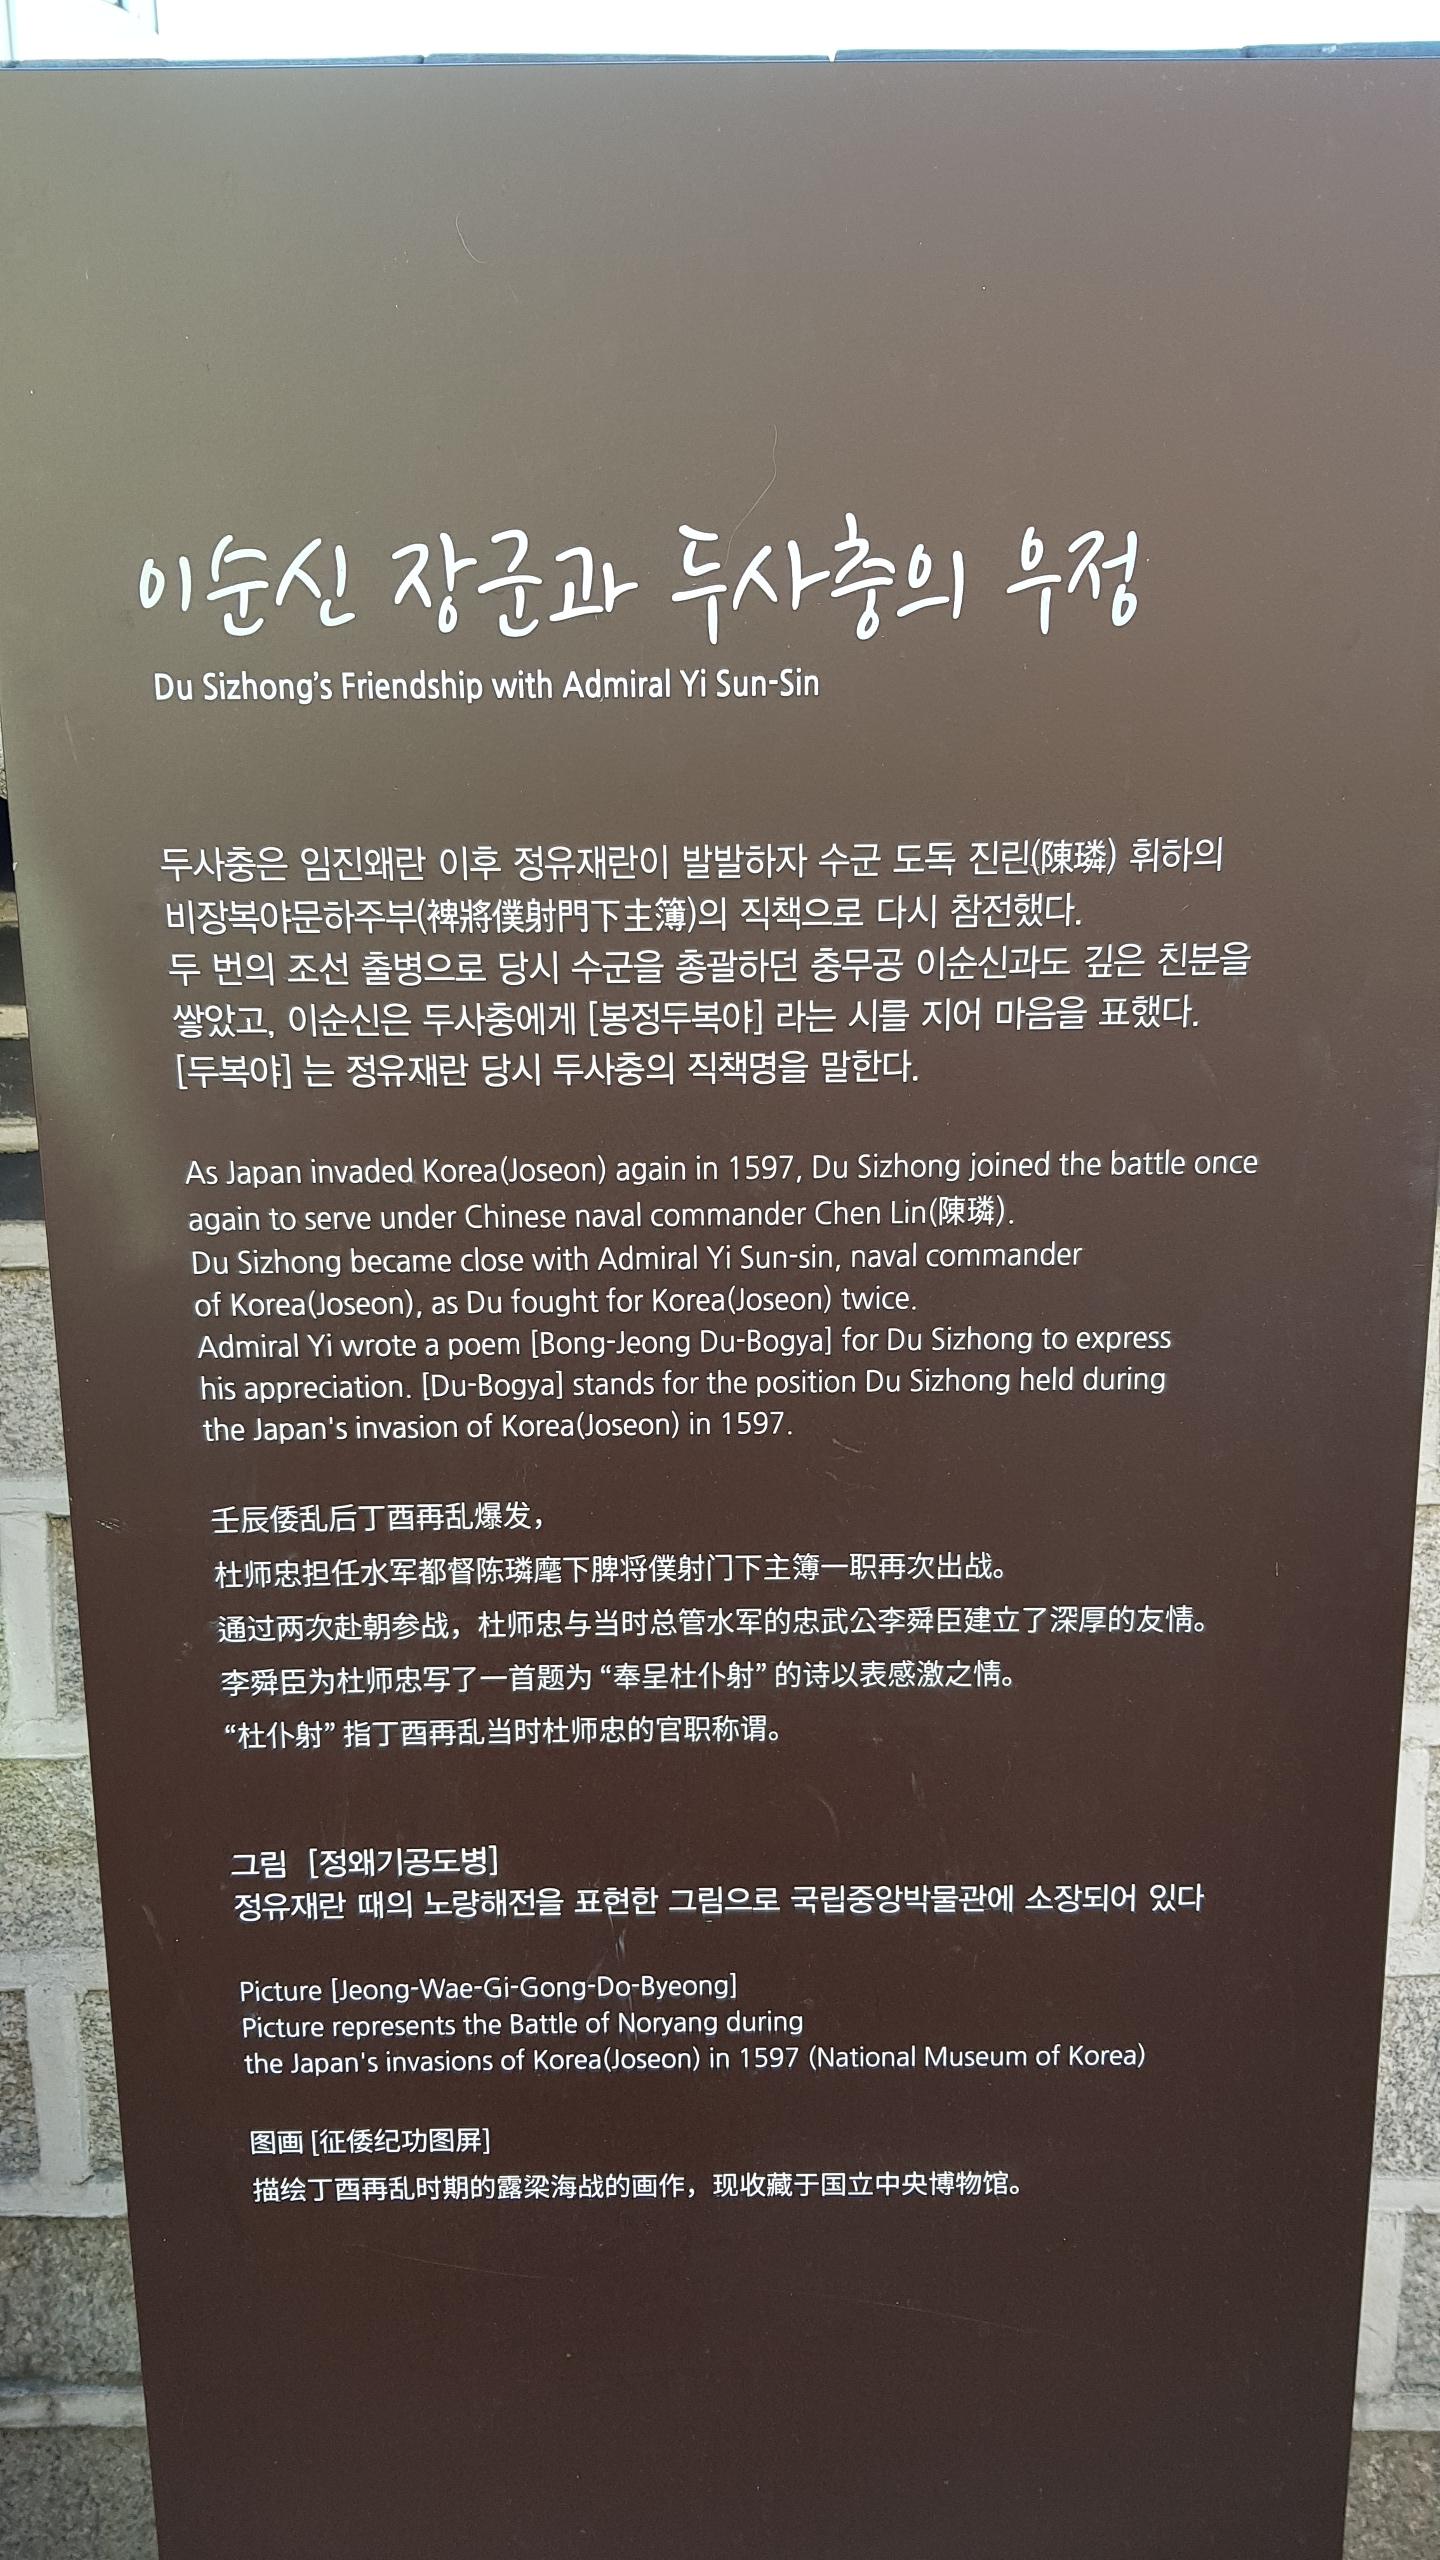 이순신 장군과 두사충의 우정
Du Sizhong’s Friendship with Admiral Yi Sun-Sin
두사충은 임진왜란 이후 정유재란이 발발하자 수군 도독 진린(陳璘) 휘하의
비장복야문하주부(裨將僕射門下主簿)의 직책으로 다시 참전했다.
두 번의 조선 출병으로 당시 수군을 총괄하던 충무공 이순신과도 깊은 친분을
쌓았고, 이순신은 두사충에게 [봉정두복야] 라는 시를 지어 마음을 표했다.
[두복야] 는 정유재란 당시 두사충의 직책명을 말한다.
As Japan invaded Korea(Joseon) again in 1597, Du Sizhong joined the battle once
again to serve under Chinese naval commander Chen Lin(陳璘).
Du Sizhong became close with Admiral Yi Sun-sin, naval commander
of Korea(Joseon), as Du fought for Korea(Joseon) twice.
Admiral Yi wrote a poem [Bong-Jeong Du-Bogya] for Du Sizhong to express
his appreciation. [Du-Bogya] stands for the position Du Sizhong held during
the Japan's invasion of Korea(Joseon) in 1597.
壬辰倭乱后丁酉再乱爆发，
杜师忠担任水军都督陈璘麾下脾将僕射门下主簿一职再次出战。
通过两次赴朝参战，杜师忠与当时总管水军的忠武公李舜臣建立了深厚的友情。
李舜臣为杜师忠写了一首题为 “奉呈杜仆射” 的诗以表感激之情。
“杜仆射” 指丁酉再乱当时杜师忠的官职称谓。
그림 [정왜기공도병]
정유재란 때의 노량해전을 표현한 그림으로 국립중앙박물관에 소장되어 있다
Picture [Jeong-Wae-Gi-Gong-Do-Byeong]
Picture represents the Battle of Noryang during
the Japan's invasions of Korea(Joseon) in 1597 (National Museum of Korea)
图画 [征倭纪功图屏]
描绘丁酉再乱时期的露梁海战的画作，现收藏于国立中央博物馆。